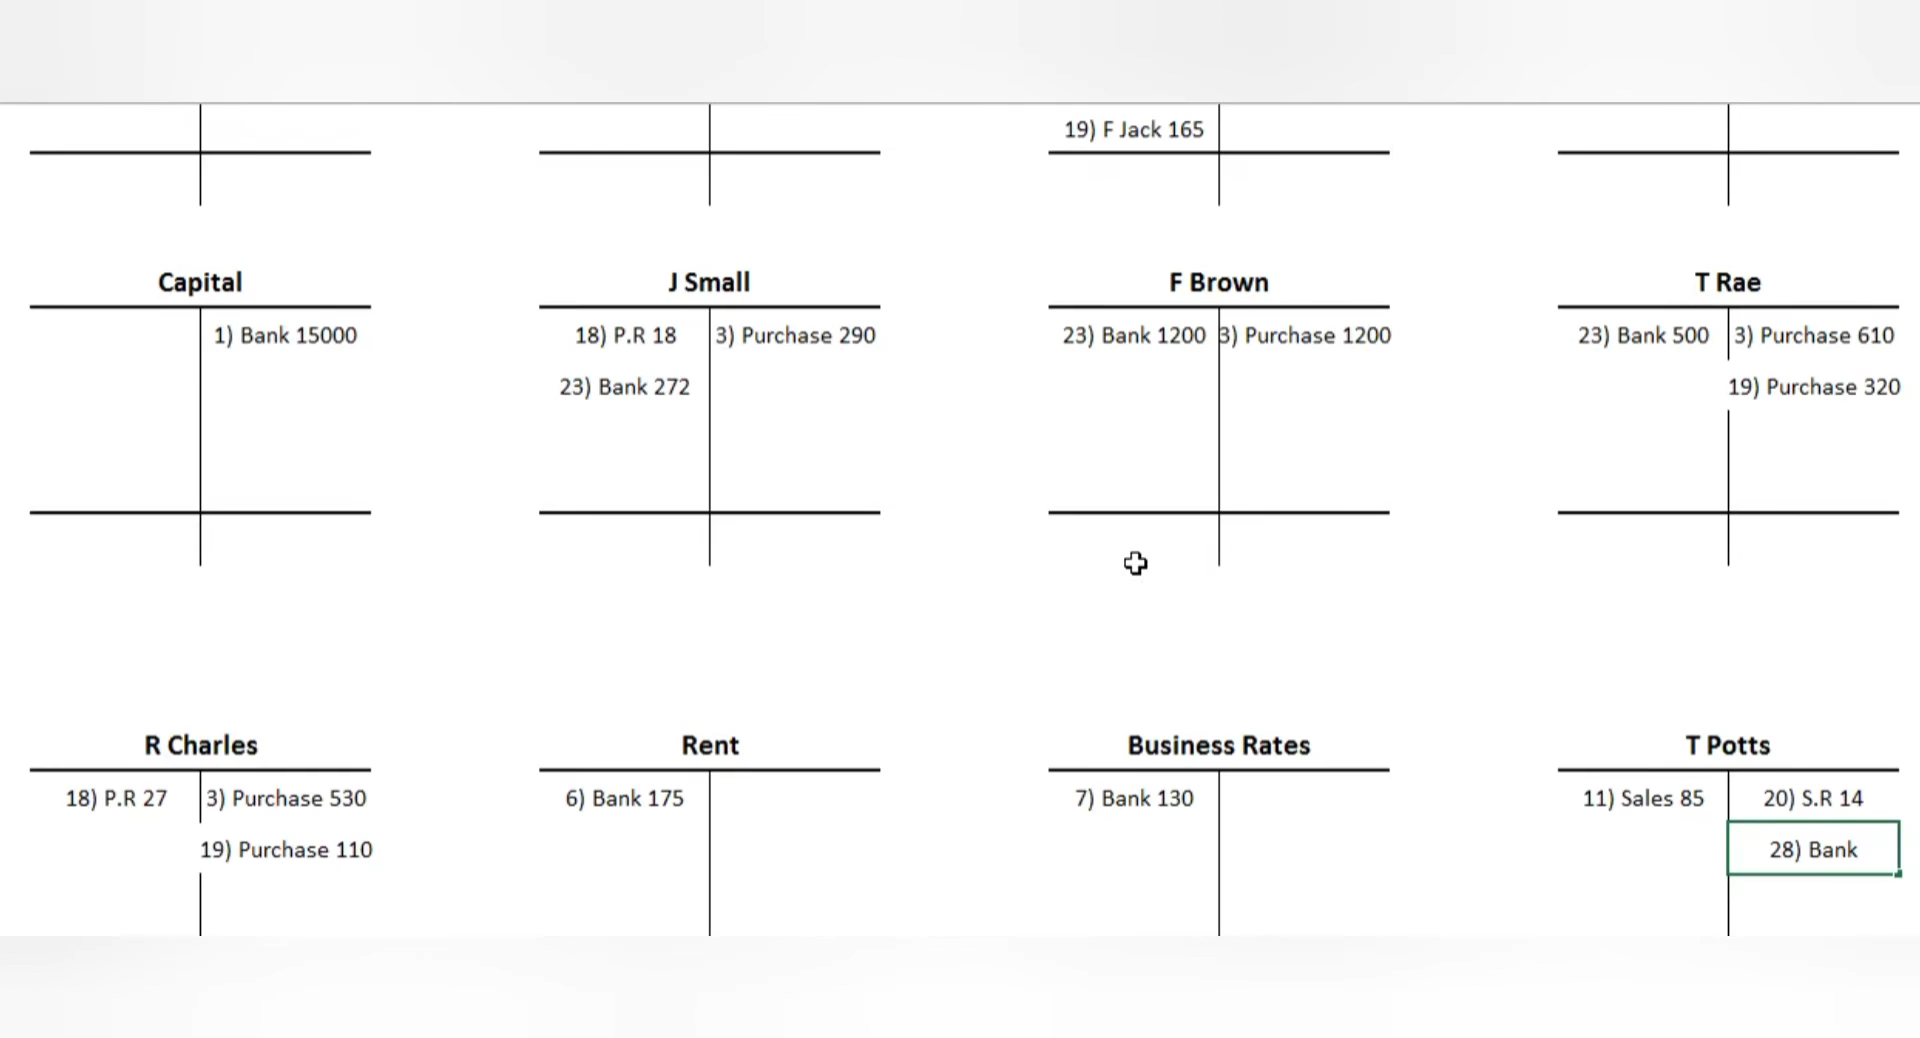 19) F Jack 165
Capital
1) Bank 15000
J Small
18) P.R 18
3) Purchase 290
23) Bank 272
F Brown
23) Bank 1200
3) Purchase 1200
T Rae
23) Bank 500
3) Purchase 610
19) Purchase 320
R Charles
18) P.R 27
3) Purchase 530
19) Purchase 110
Rent
6) Bank 175
Business Rates
7) Bank 130
T Potts
11) Sales 85
20) S.R 14
28) Bank